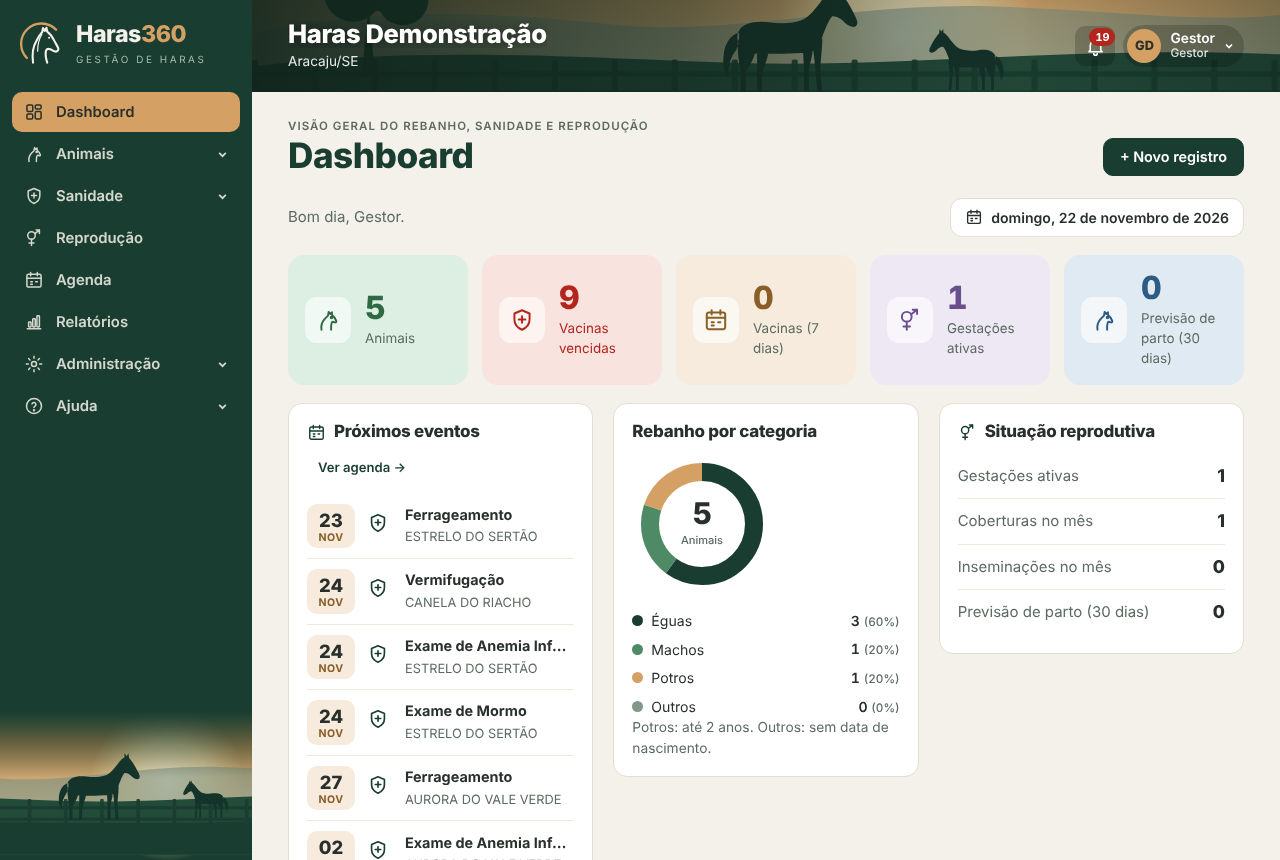 Haras360
GESTÃO DE HARAS
Dashboard
Animais
Sanidade
Reprodução
Agenda
Relatórios
Administração
Ajuda
Haras Demonstração
Aracaju/SE
19
GD
Gestor
Gestor
VISÃO GERAL DO REBANHO, SANIDADE E REPRODUÇÃO
Dashboard
+ Novo registro
Bom dia, Gestor.
domingo, 22 de novembro de 2026
5
Animais
9
Vacinas
vencidas
0
Vacinas (7
dias)
1
Gestações
ativas
0
Previsão de
parto (30
dias)
Próximos eventos
Ver agenda →
23
NOV
Ferrageamento
ESTRELO DO SERTÃO
24
NOV
Vermifugação
CANELA DO RIACHO
24
NOV
Exame de Anemia Inf...
ESTRELO DO SERTÃO
24
NOV
Exame de Mormo
ESTRELO DO SERTÃO
27
NOV
Ferrageamento
AURORA DO VALE VERDE
02
Exame de Anemia Inf...
Rebanho por categoria
5
Animais
Éguas 3 (60%)
Machos 1 (20%)
Potros 1 (20%)
Outros 0 (0%)
Potros: até 2 anos. Outros: sem data de
nascimento.
Situação reprodutiva
Gestações ativas 1
Coberturas no mês 1
Inseminações no mês 0
Previsão de parto (30 dias) 0